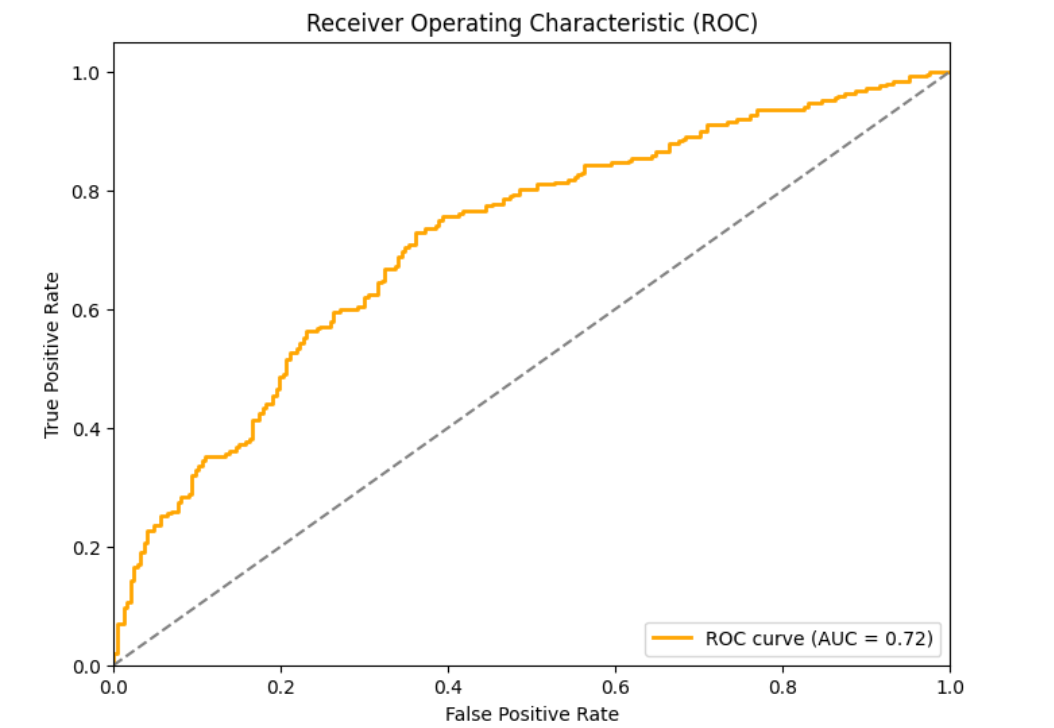 Receiver Operating Characteristic (ROC)
True Positive Rate
1.0
0.8
0.6
0.4
0.2
0.0
ROC curve (AUC = 0.72)
0.0 0.2 0.4 0.6 0.8 1.0
False Positive Rate